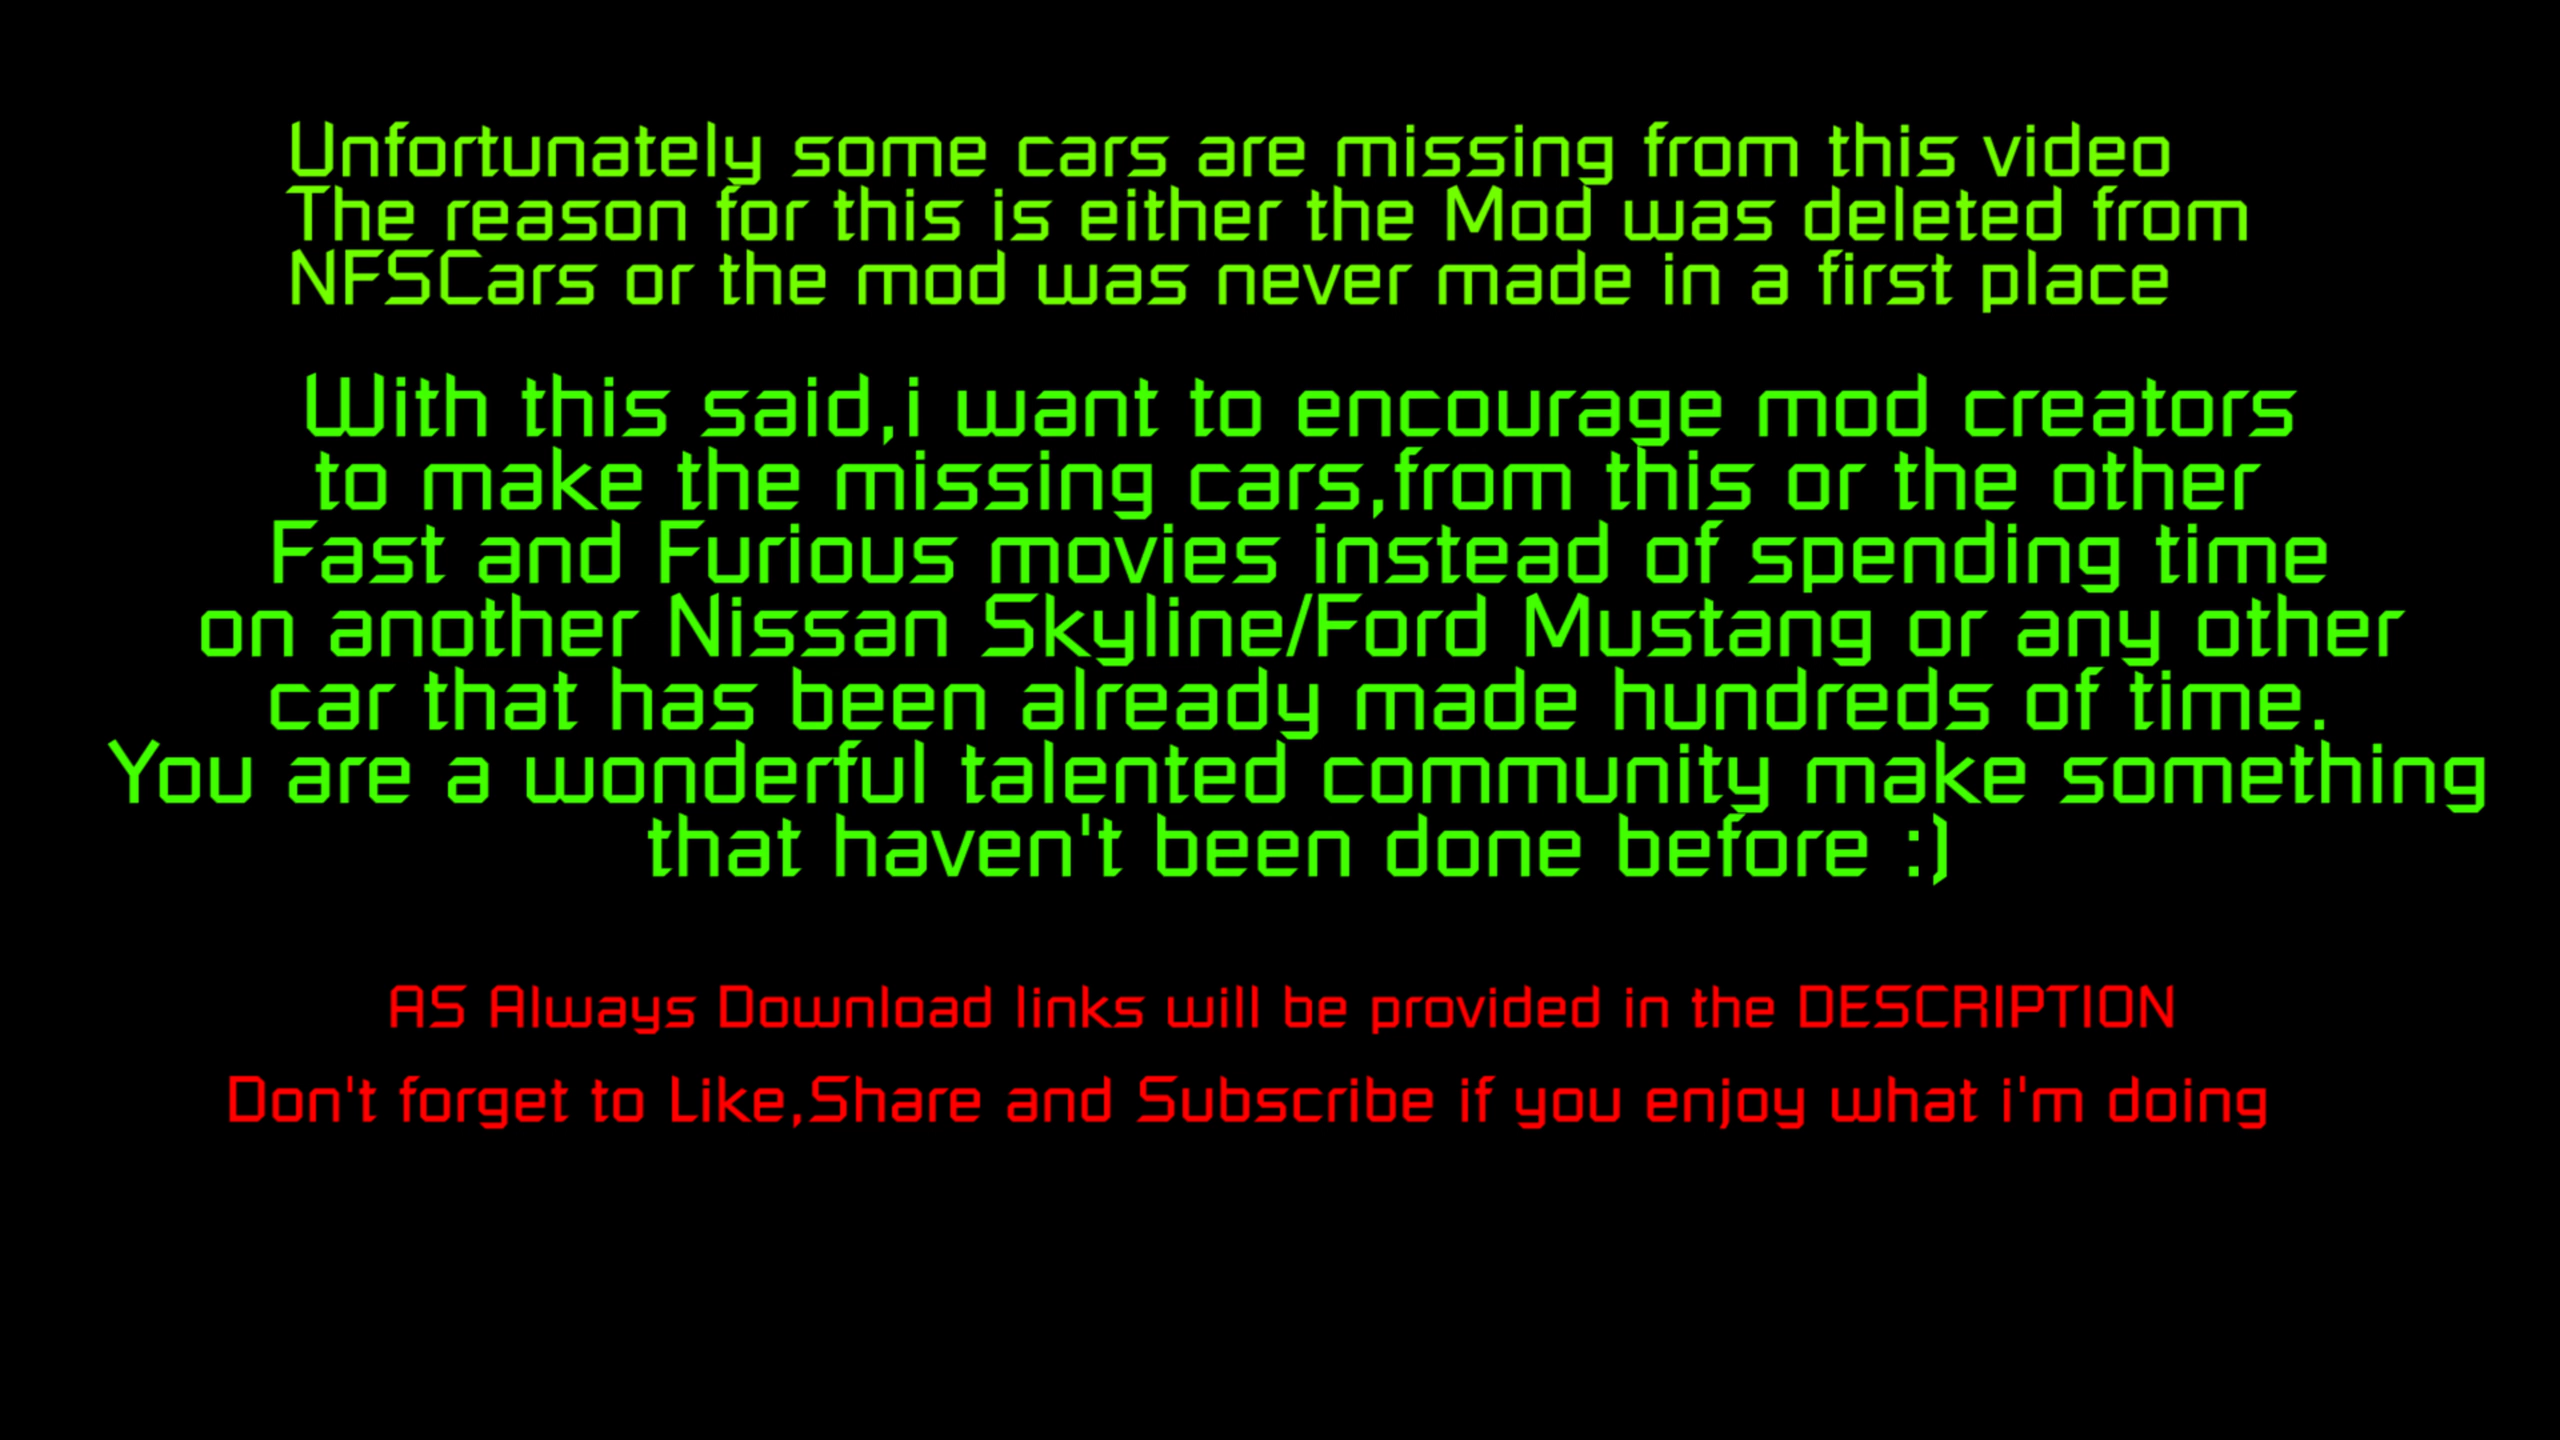 Unfortunately some cars are missing from this video
The reason for this is either the Mod was deleted from
NFSCars or the mod was never made in a first place
With this said,i want to encourage mod creators
to make the missing cars,from this or the other
Fast and Furious movies instead of spending time
on another Nissan Skyline/Ford Mustang or any other
car that has been already made hundreds of time.
You are a wonderful talented community make something
that haven't been done before :)
AS Always Download links will be provided in the DESCRIPTION
Don't forget to Like,Share and Subscribe if you enjoy what i'm doing